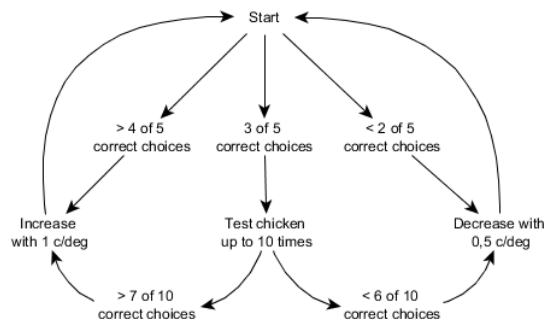 Start
> 4 of 5
correct choices
3 of 5
correct choices
< 2 of 5
correct choices
Increase
with 1 c/deg
Test chicken
up to 10 times
Decrease with
0,5 c/deg
> 7 of 10
correct choices
< 6 of 10
correct choices